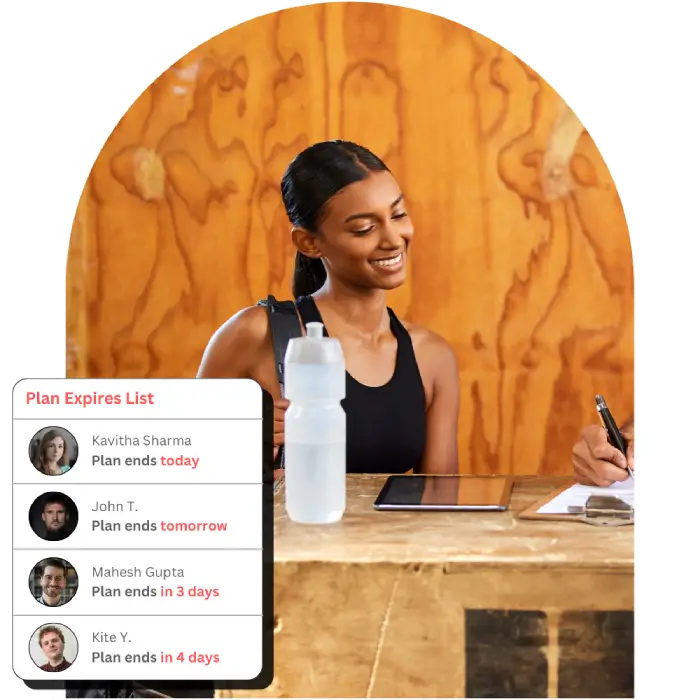 Plan Expires List
Kavitha Sharma
Plan ends today
John T.
Plan ends tomorrow
Mahesh Gupta
Plan ends in 3 days
Kite Y.
Plan ends in 4 days